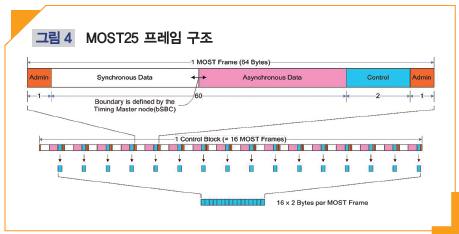 그림 4 MOST25 프레임 구조
1 MOST Frame (64 Bytes)
Admin Synchronous Data Asynchronous Data Control Admin
1 60 2 1
Boundary is defined by the
Timing Master node(bSBC)
1 Control Block (= 16 MOST Frames)
16 x 2 Bytes per MOST Frame